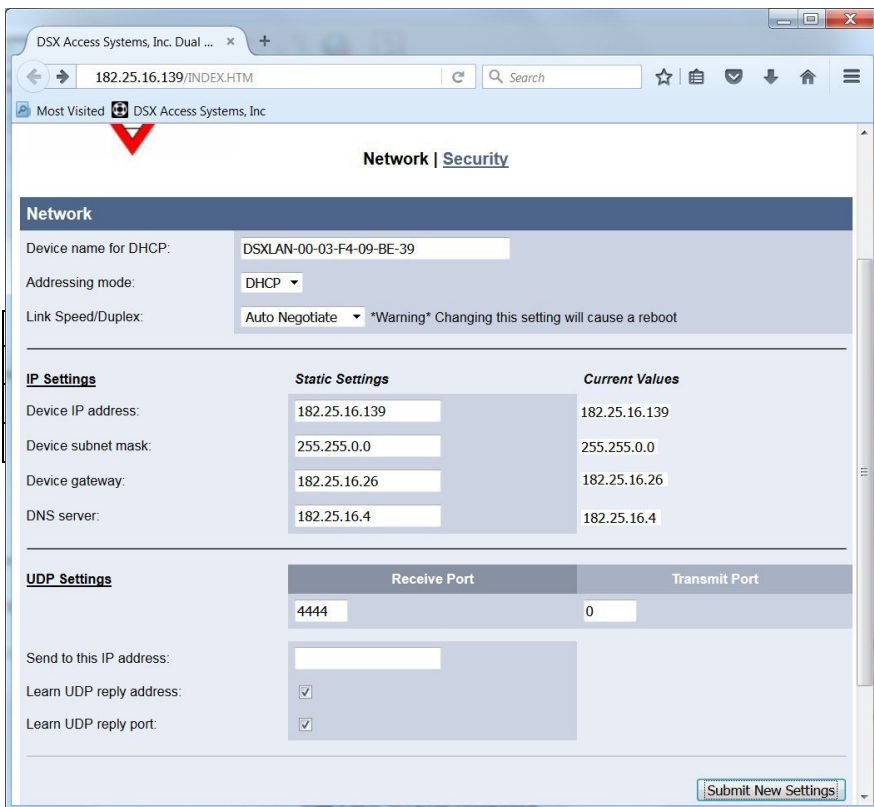 DSX Access Systems, Inc. Dual ... × +
182.25.16.139/INDEX.HTM Search
Most Visited DSX Access Systems, Inc
Network | Security
Network
Device name for DHCP: DSXLAN-00-03-F4-09-BE-39
Addressing mode: DHCP
Link Speed/Duplex: Auto Negotiate *Warning* Changing this setting will cause a reboot
IP Settings Static Settings Current Values
Device IP address: 182.25.16.139 182.25.16.139
Device subnet mask: 255.255.0.0 255.255.0.0
Device gateway: 182.25.16.26 182.25.16.26
DNS server: 182.25.16.4 182.25.16.4
UDP Settings Receive Port Transmit Port
4444 0
Send to this IP address:
Learn UDP reply address:
Learn UDP reply port:
Submit New Settings